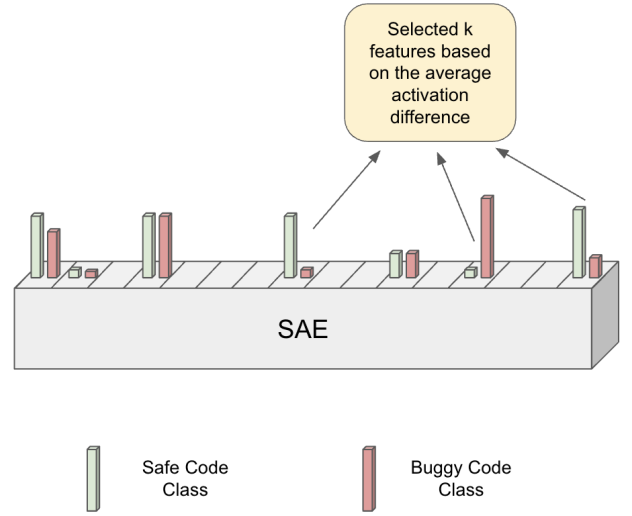 Selected k
features based
on the average
activation
difference
SAE
Safe Code
Class
Buggy Code
Class